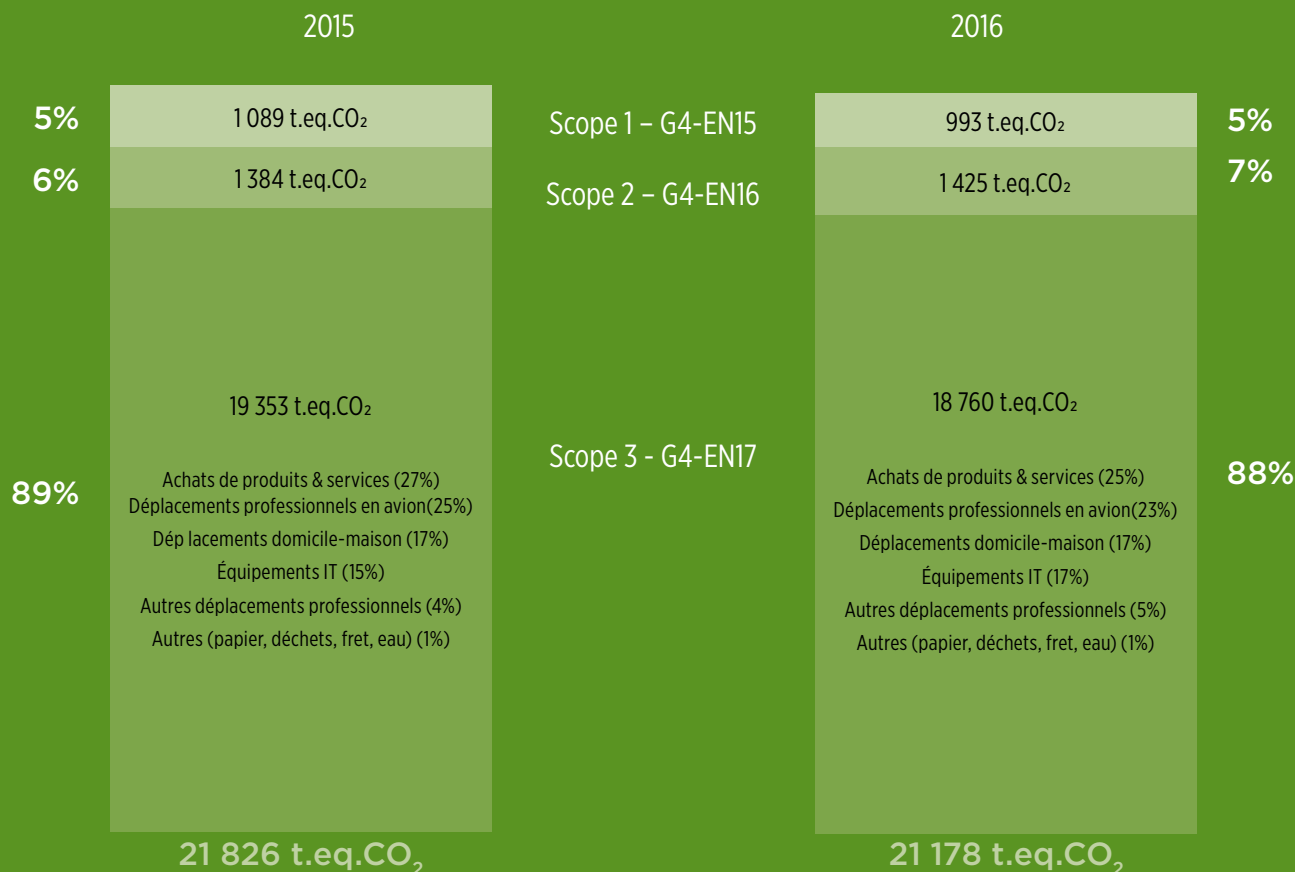 2015
2016
5%
1 089 t.eq.CO₂
Scope 1 – G4-EN15
993 t.eq.CO₂
5%
6%
1 384 t.eq.CO₂
Scope 2 – G4-EN16
1 425 t.eq.CO₂
7%
89%
19 353 t.eq.CO₂
Achats de produits & services (27%)
Déplacements professionnels en avion(25%)
Dép lacements domicile-maison (17%)
Équipements IT (15%)
Autres déplacements professionnels (4%)
Autres (papier, déchets, fret, eau) (1%)
Scope 3 - G4-EN17
18 760 t.eq.CO₂
Achats de produits & services (25%)
Déplacements professionnels en avion(23%)
Déplacements domicile-maison (17%)
Équipements IT (17%)
Autres déplacements professionnels (5%)
Autres (papier, déchets, fret, eau) (1%)
88%
21 826 t.eq.CO₂
21 178 t.eq.CO₂